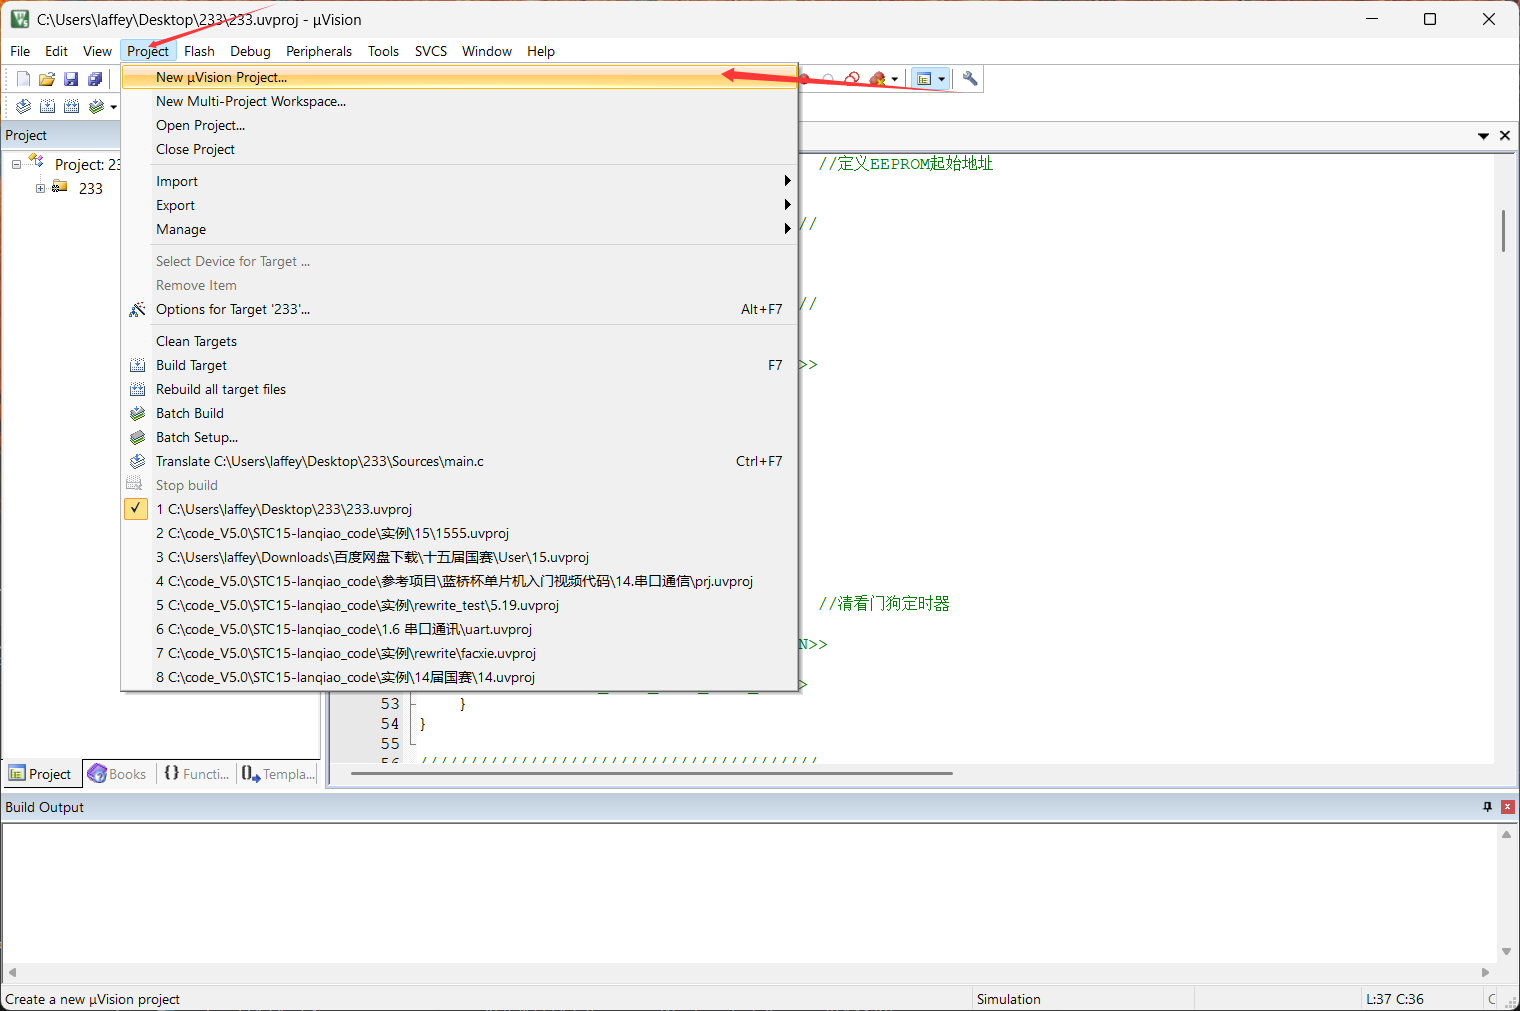 C:\Users\laffey\Desktop\233\233.uvproj - µVision
File Edit View Project Flash Debug Peripherals Tools SVCS Window Help
New µVision Project...
New Multi-Project Workspace...
Open Project...
Close Project
Import
Export
Manage
Select Device for Target ...
Remove Item
Options for Target '233'... Alt+F7
Clean Targets
Build Target F7
Rebuild all target files
Batch Build
Batch Setup...
Translate C:\Users\laffey\Desktop\233\Sources\main.c Ctrl+F7
Stop build
1 C:\Users\laffey\Desktop\233\233.uvproj
2 C:\code_V5.0\STC15-lanqiao_code\实例\15\1555.uvproj
3 C:\Users\laffey\Downloads\百度网盘下载\十五届国赛\User\15.uvproj
4 C:\code_V5.0\STC15-lanqiao_code\参考项目\蓝桥杯单片机入门视频代码\14.串口通信\prj.uvproj
5 C:\code_V5.0\STC15-lanqiao_code\实例\rewrite_test\5.19.uvproj
6 C:\code_V5.0\STC15-lanqiao_code\1.6 串口通讯\uart.uvproj
7 C:\code_V5.0\STC15-lanqiao_code\实例\rewrite\facxie.uvproj
8 C:\code_V5.0\STC15-lanqiao_code\实例\14届国赛\14.uvproj
Project
Project: 23
233
//定义EEPROM起始地址
//
//
>>
//清看门狗定时器
N>>
>
53 }
54 }
55
56 ////////////////////////////////////////
Project Books {} Functi... 0 Templa...
Build Output
Create a new µVision project Simulation L:37 C:36 C